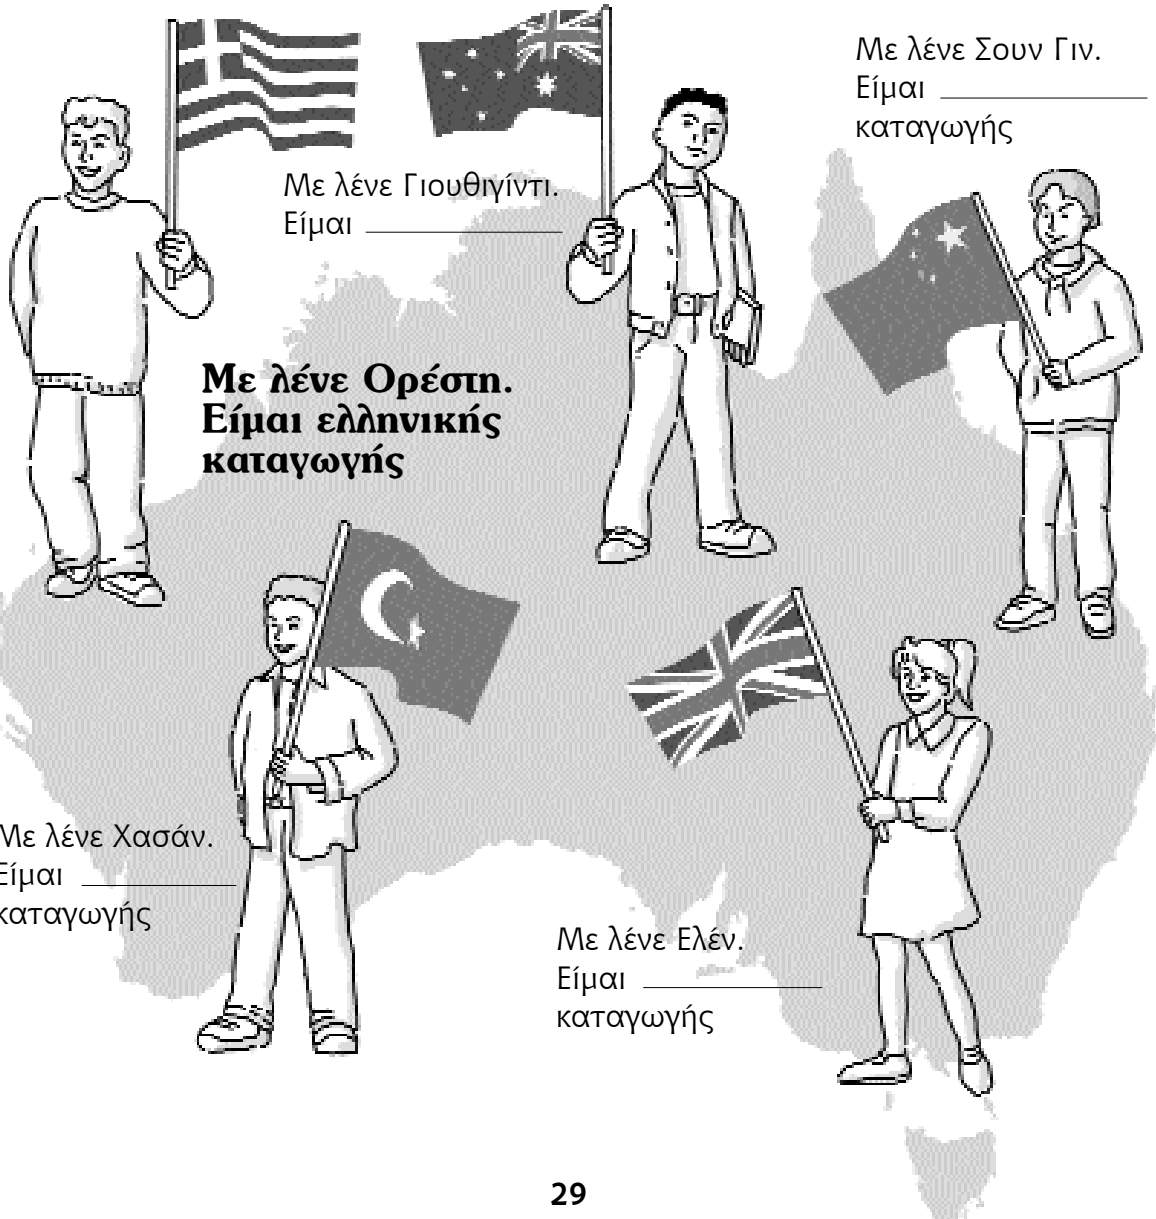 Με λένε Σουν Γιν.
Είμαι
καταγωγής
Με λένε Γιουθιγίντι.
Είμαι
Με λένε Ορέστη.
Είμαι ελληνικής
καταγωγής
Με λένε Χασάν.
Είμαι
καταγωγής
Με λένε Ελέν.
Είμαι
καταγωγής
29